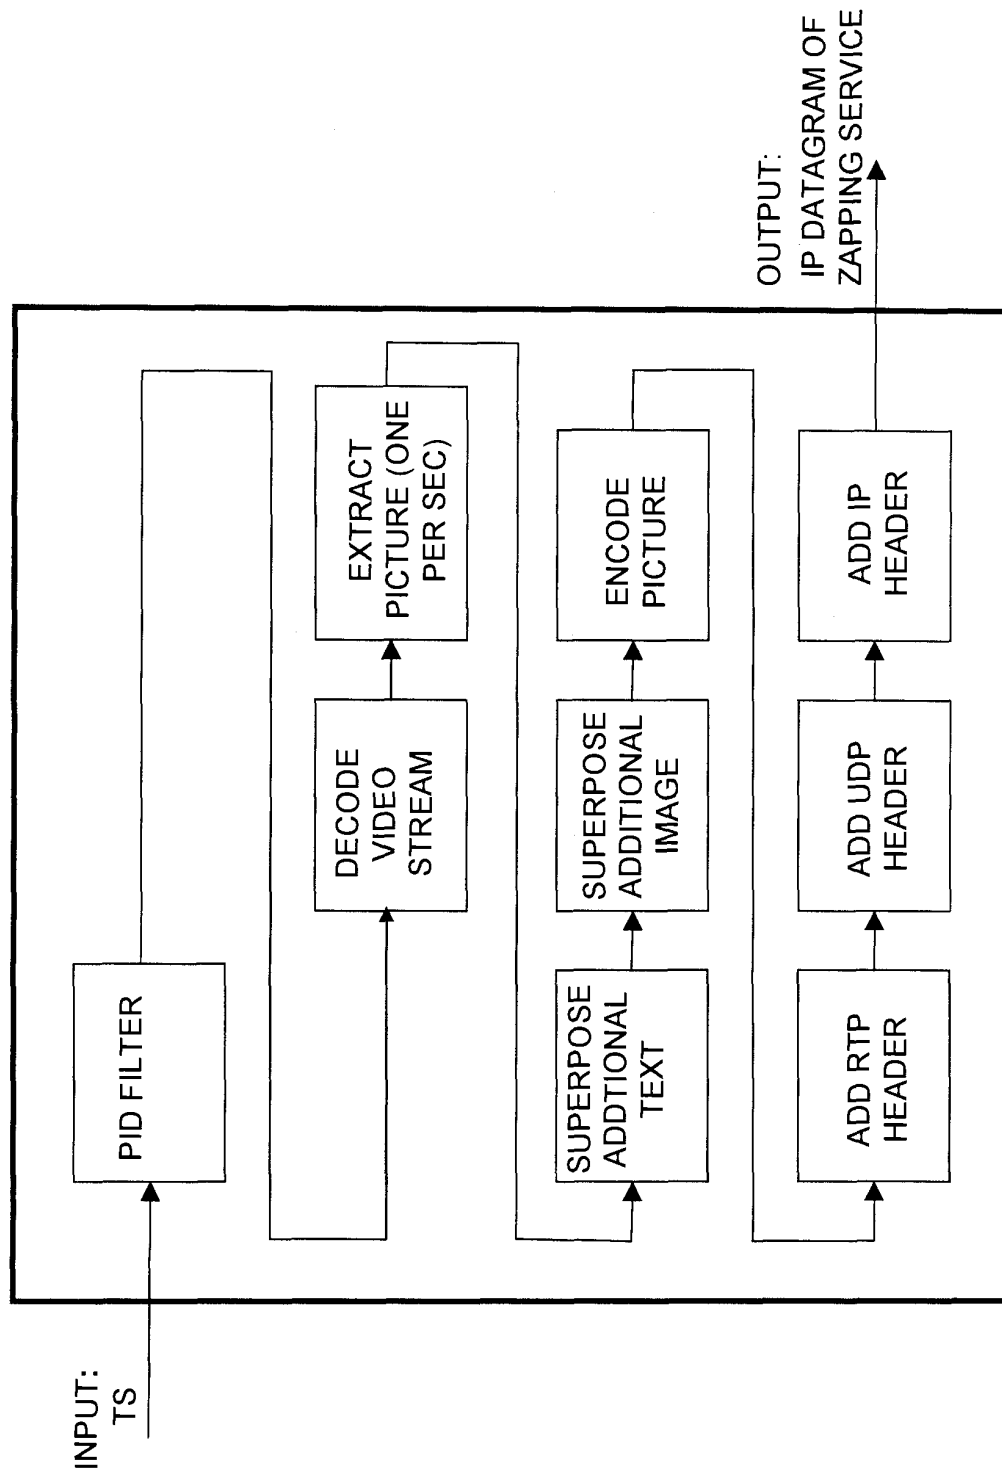 INPUT:
TS
PID FILTER
DECODE
VIDEO
STREAM
EXTRACT
PICTURE (ONE
PER SEC)
SUPERPOSE
ADDTIONAL
TEXT
SUPERPOSE
ADDITIONAL
IMAGE
ENCODE
PICTURE
ADD RTP
HEADER
ADD UDP
HEADER
ADD IP
HEADER
OUTPUT:
IP DATAGRAM OF
ZAPPING SERVICE